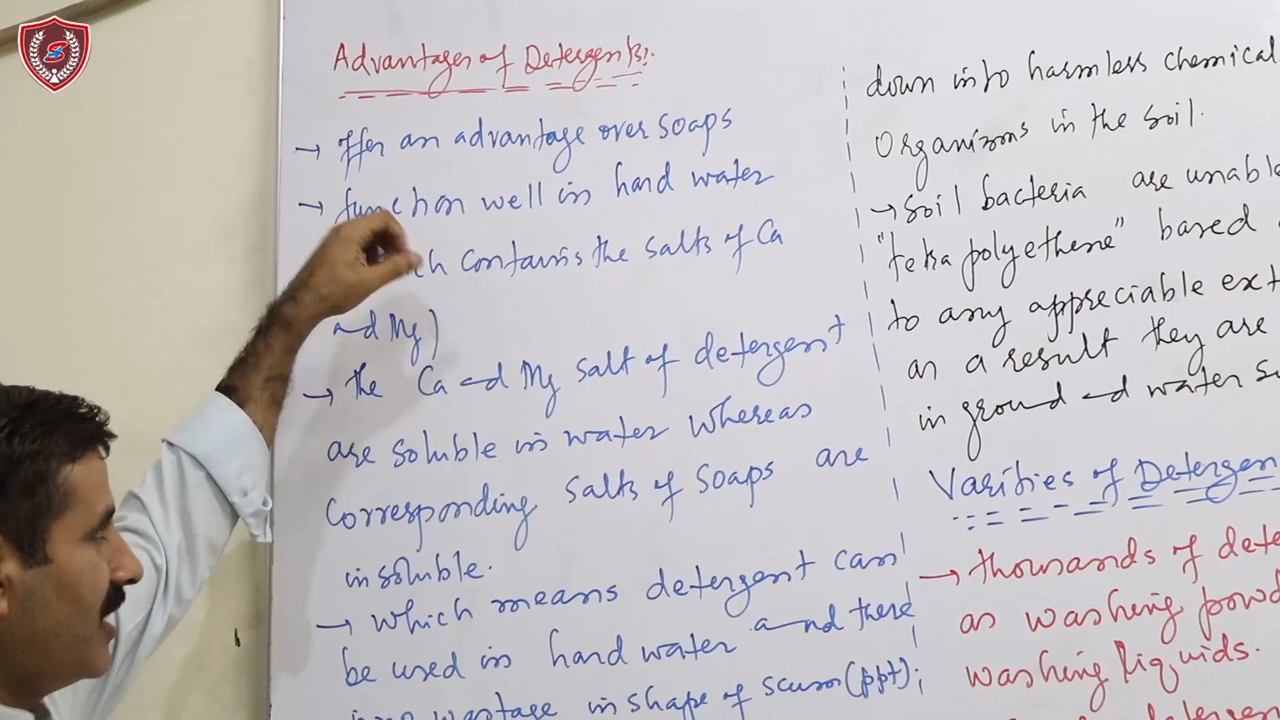 Advantages of Detergents:
→ offer an advantage over soaps
→ function well in hard water
contains the salts of Ca
and Mg)
→ the Ca and Mg salt of detergent
are soluble in water whereas
corresponding salts of soaps are
insoluble.
→ which means detergent can
be used in hard water and there
wastage in shape of scum (ppt);
down into harmless chemical
organizms in the soil.
→ soil bacteria are unable
"tetra polyethene" based
to any appreciable
as a result they are
in ground and water
Varities of Detergen
→ thousands of dete
as washing powd
washing liquids.